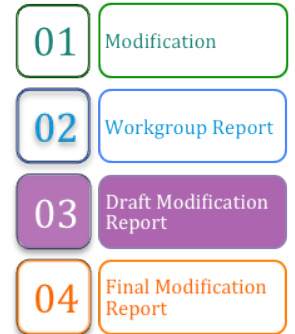 01
Modification
02
Workgroup Report
03
Draft Modification
Report
04
Final Modification
Report